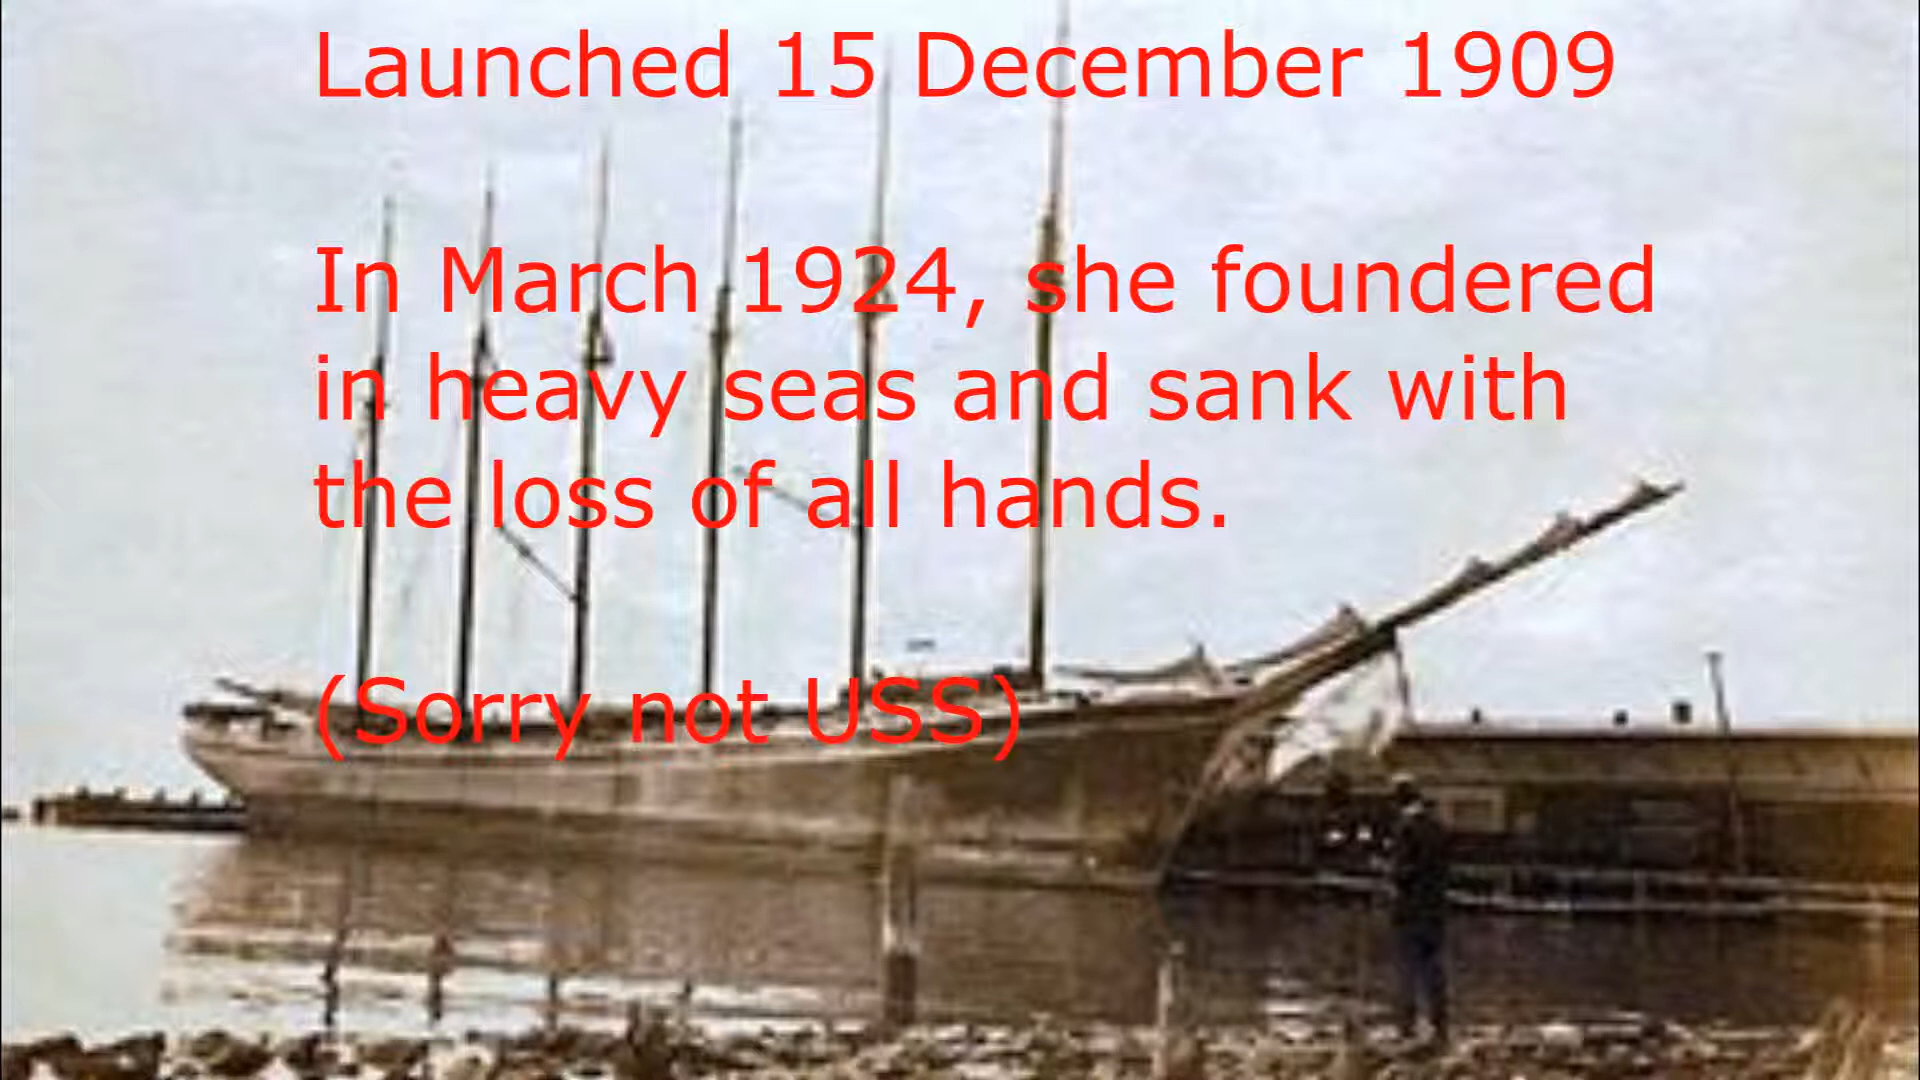 Launched 15 December 1909
In March 1924, she foundered
in heavy seas and sank with
the loss of all hands.
(Sorry not USS)